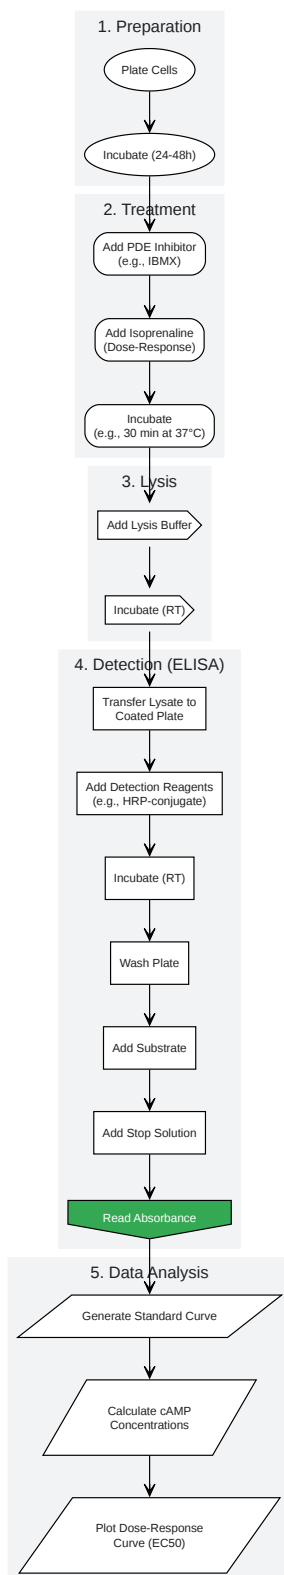 1. Preparation
Plate Cells
Incubate (24-48h)
2. Treatment
Add PDE Inhibitor
(e.g., IBMX)
Add Isoprenaline
(Dose-Response)
Incubate
(e.g., 30 min at 37°C)
3. Lysis
Add Lysis Buffer
Incubate (RT)
4. Detection (ELISA)
Transfer Lysate to
Coated Plate
Add Detection Reagents
(e.g., HRP-conjugate)
Incubate (RT)
Wash Plate
Add Substrate
Add Stop Solution
Read Absorbance
5. Data Analysis
Generate Standard Curve
Calculate cAMP
Concentrations
Plot Dose-Response
Curve (EC50)